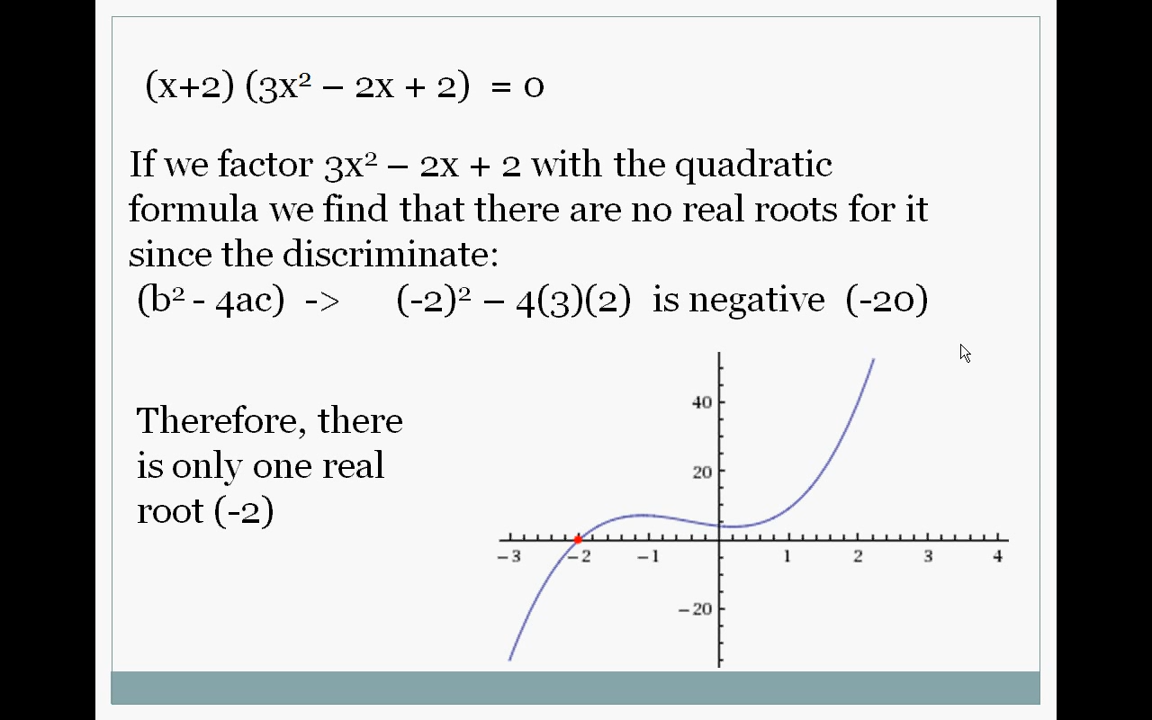 (x+2) (3x² – 2x + 2) = 0
If we factor 3x² – 2x + 2 with the quadratic
formula we find that there are no real roots for it
since the discriminate:
(b² - 4ac) -> (-2)² – 4(3)(2) is negative (-20)
Therefore, there
is only one real
root (-2)
40
20
–3 –2 –1 1 2 3 4
–20